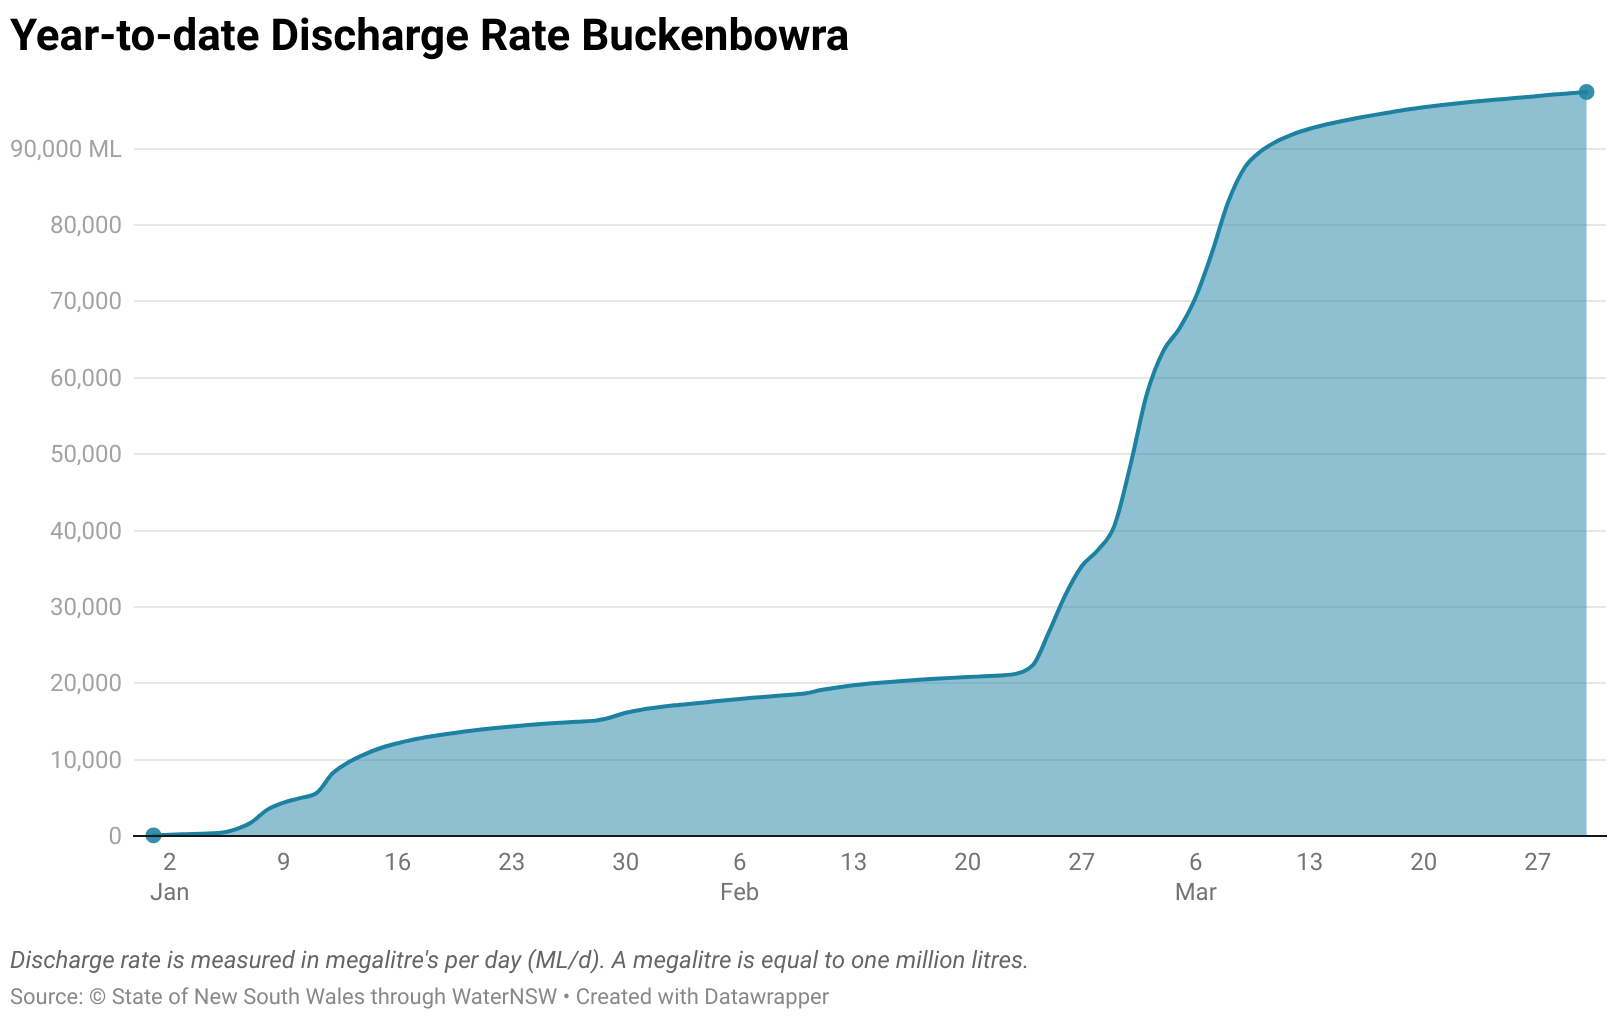 Year-to-date Discharge Rate Buckenbowra
90,000 ML
80,000
70,000
60,000
50,000
40,000
30,000
20,000
10,000
0
2 9 16 23 30 6 13 20 27 6 13 20 27
Jan Feb Mar
Discharge rate is measured in megalitre's per day (ML/d). A megalitre is equal to one million litres.
Source: © State of New South Wales through WaterNSW • Created with Datawrapper